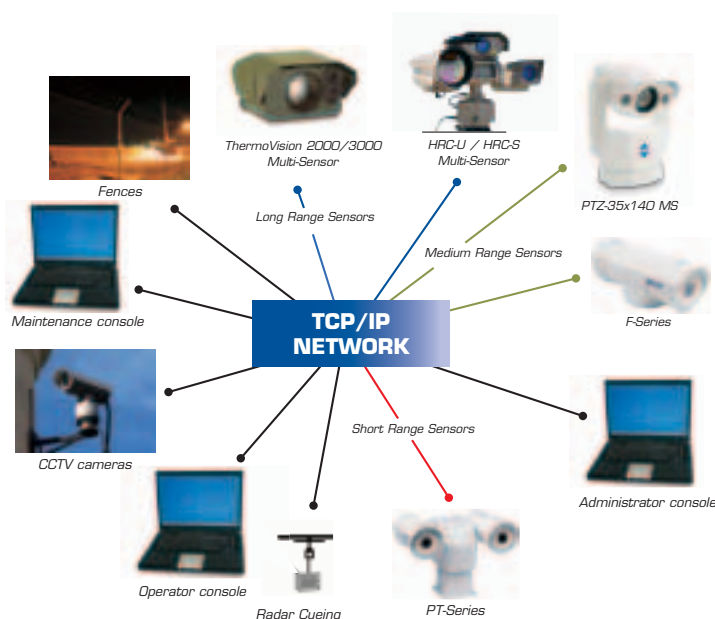 ThermoVision 2000/3000
Multi-Sensor
HRC-U / HRC-S
Multi-Sensor
Fences
PTZ-35x140 MS
Long Range Sensors
Medium Range Sensors
Maintenance console
TCP/IP
NETWORK
F-Series
Short Range Sensors
CCTV cameras
Administrator console
Operator console
Radar Cueing
PT-Series